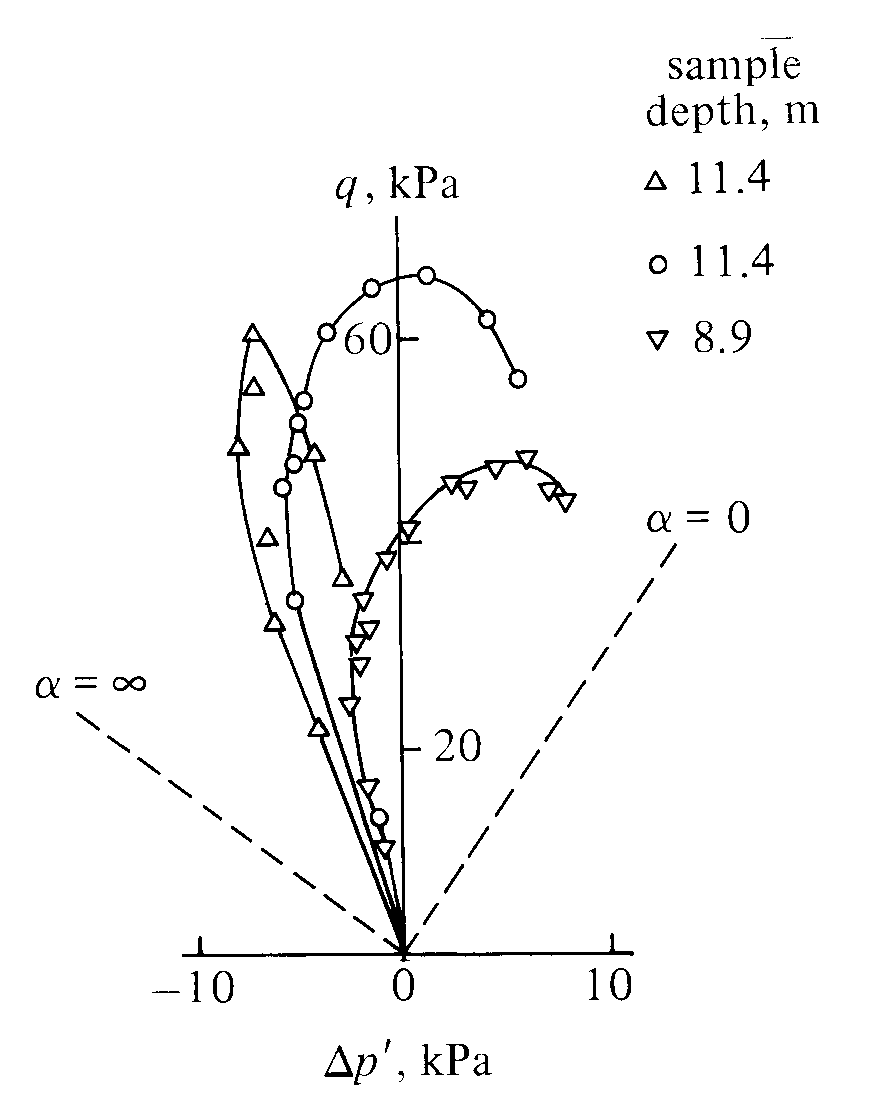 sample
depth, m
△ 11.4
○ 11.4
▽ 8.9
q, kPa
60
20
α = 0
α = ∞
−10
0
10
Δp′, kPa